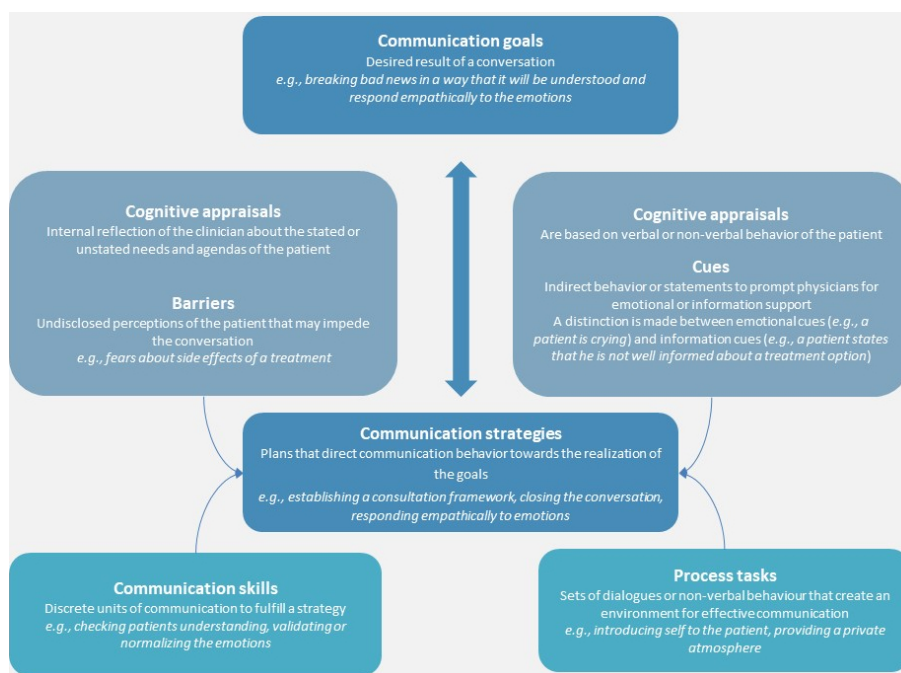 Communication goals
Desired result of a conversation
e.g., breaking bad news in a way that it will be understood and
respond empathically to the emotions
Cognitive appraisals
Internal reflection of the clinician about the stated or
unstated needs and agendas of the patient
Barriers
Undisclosed perceptions of the patient that may impede
the conversation
e.g., fears about side effects of a treatment
Cognitive appraisals
Are based on verbal or non-verbal behavior of the patient
Cues
Indirect behavior or statements to prompt physicians for
emotional or information support
A distinction is made between emotional cues (e.g., a
patient is crying) and information cues (e.g., a patient states
that he is not well informed about a treatment option)
Communication strategies
Plans that direct communication behavior towards the realization of
the goals
e.g., establishing a consultation framework, closing the conversation,
responding empathically to emotions
Communication skills
Discrete units of communication to fulfill a strategy
e.g., checking patients understanding, validating or
normalizing the emotions
Process tasks
Sets of dialogues or non-verbal behaviour that create an
environment for effective communication
e.g., introducing self to the patient, providing a private
atmosphere